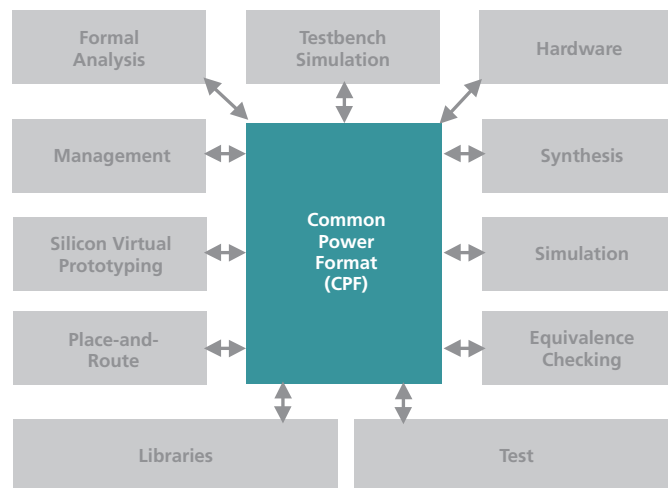 Formal
Analysis
Testbench
Simulation
Hardware
Management
Common
Power
Format
(CPF)
Synthesis
Silicon Virtual
Prototyping
Simulation
Place-and-
Route
Equivalence
Checking
Libraries
Test